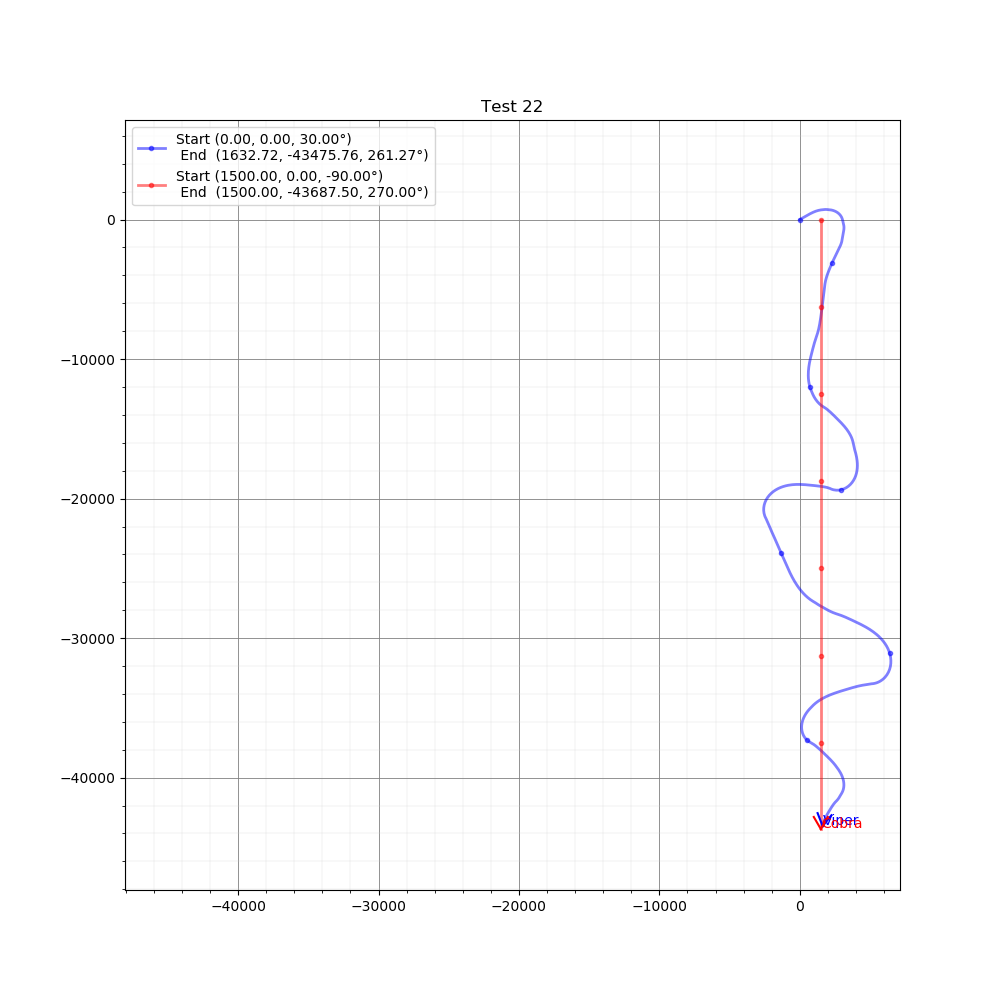 Test 22
Start (0.00, 0.00, 30.00°)
End (1632.72, -43475.76, 261.27°)
Start (1500.00, 0.00, -90.00°)
End (1500.00, -43687.50, 270.00°)
0
−10000
−20000
−30000
−40000
Viper
Cobra
−40000 −30000 −20000 −10000 0